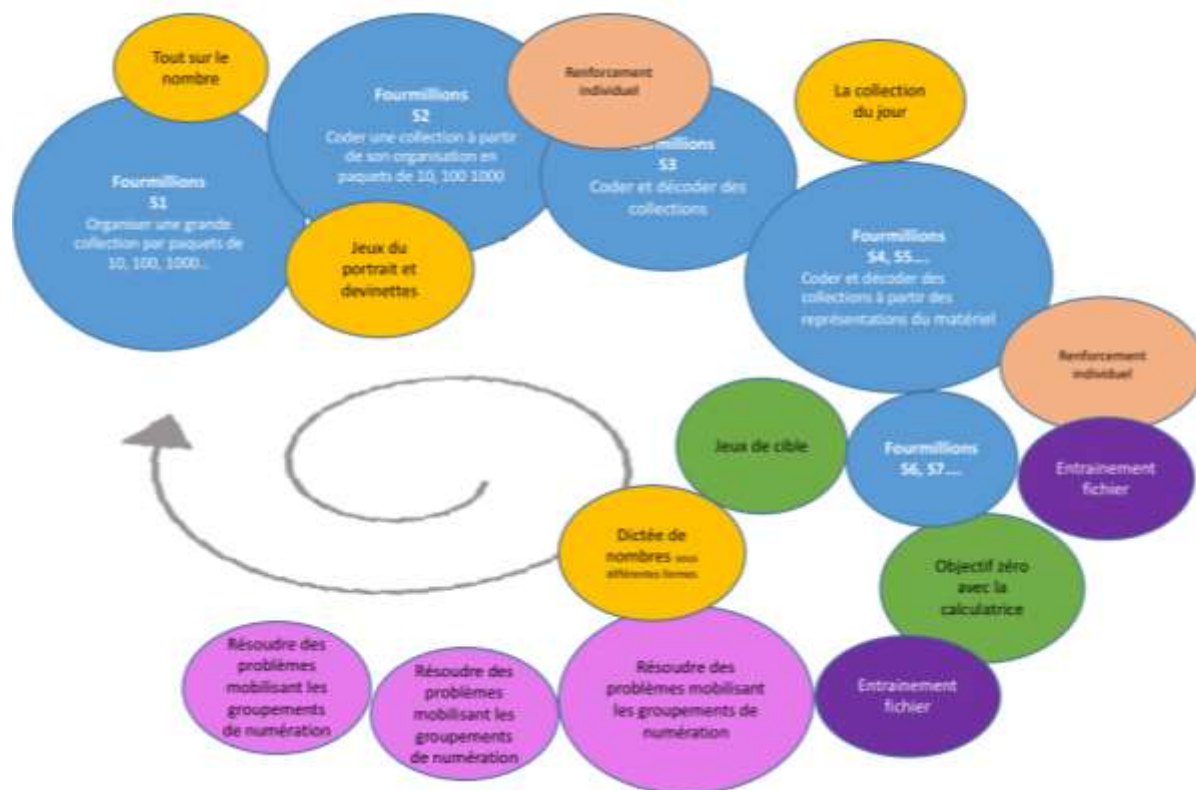 Tout sur le
nombre
Fourmillions
S1
Organiser une grande
collection par paquets de
10, 100, 1000...
Fourmillions
S2
Coder une collection à partir
de son organisation en
paquets de 10, 100 1000
Jeux du
portrait et
devinettes
Renforcement
individuel
S3
Coder et décoder des
collections
La collection
du jour
Fourmillions
S4, S5....
Coder et décoder des
collections à partir des
représentations du matériel
Renforcement
individuel
Jeux de cible
Fourmillions
S6, S7....
Entrainement
fichier
Objectif zéro
avec la
calculatrice
Entrainement
fichier
Dictée de
nombres sous
différentes formes
Résoudre des
problèmes mobilisant
les groupements de
numération
Résoudre des
problèmes
mobilisant les
groupements
de numération
Résoudre des
problèmes
mobilisant les
groupements
de numération